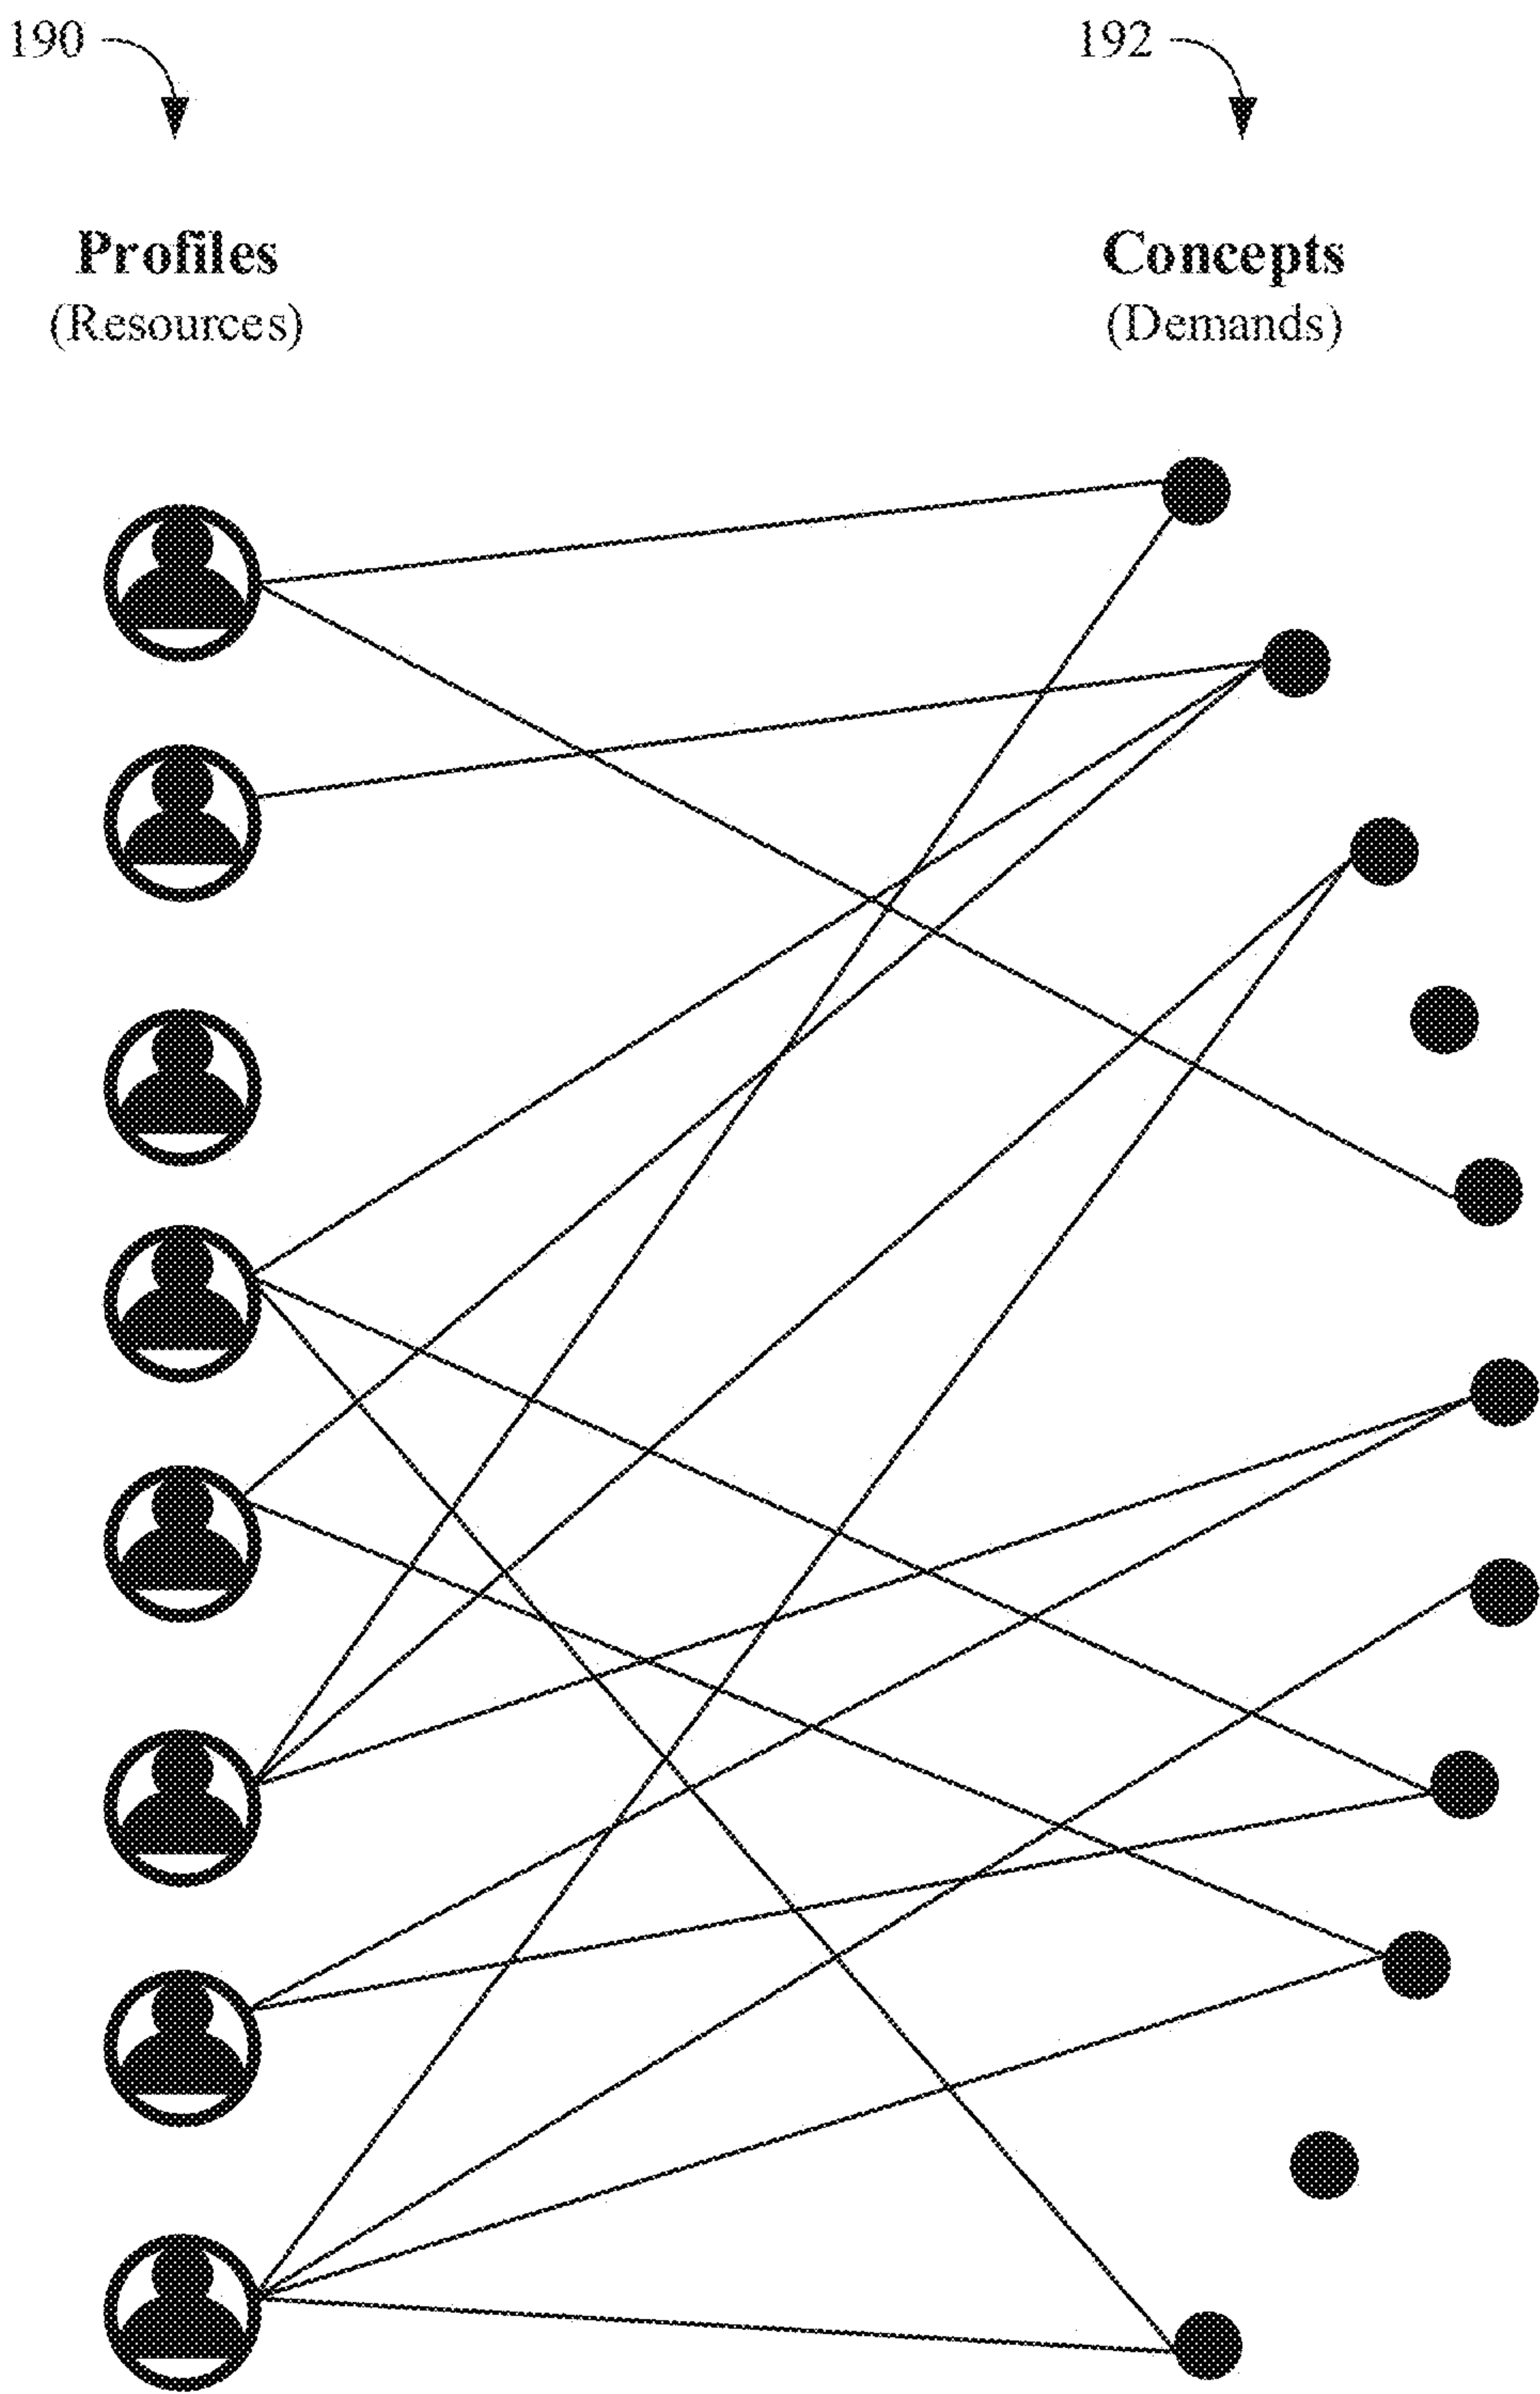 190
192
Profiles
(Resources)
Concepts
(Demands)